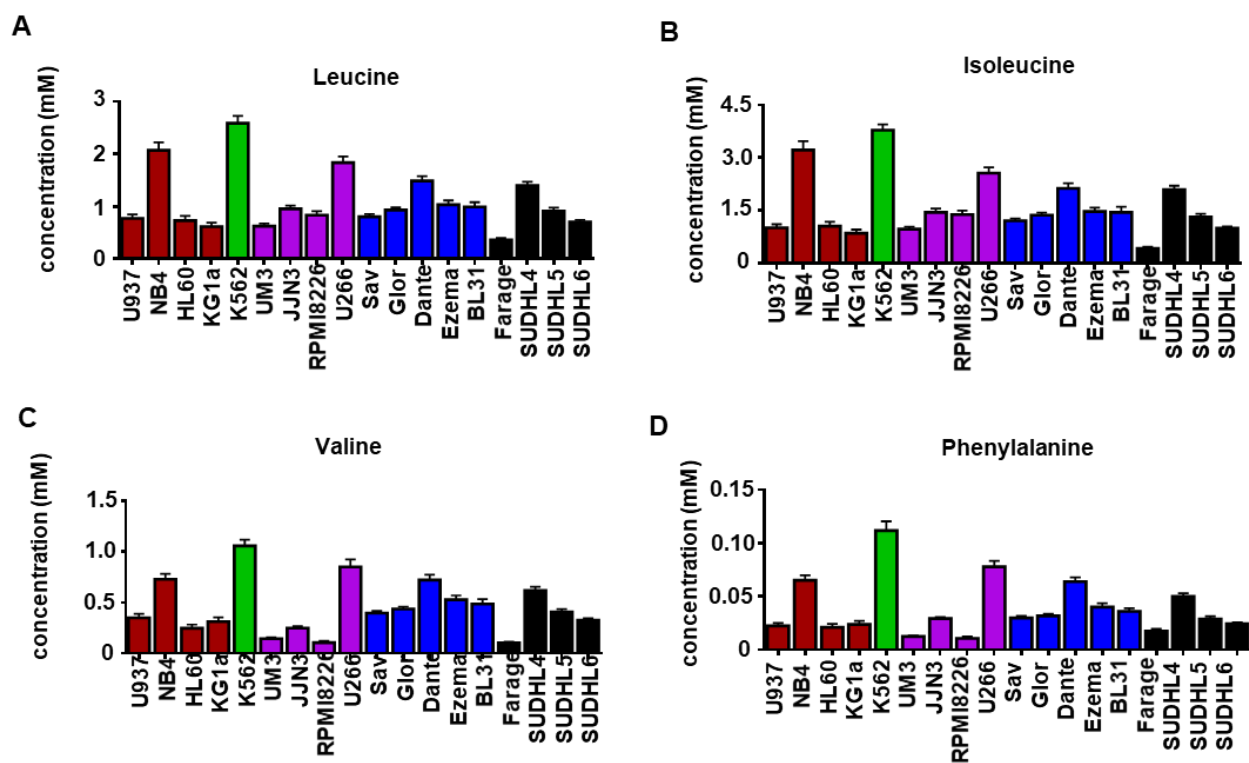 A
Leucine
concentration (mM)
3
2
1
0
U937
NB4
HL60
KG1a
K562
UM3
JJN3
RPMI8226
U266
Sav
Glor
Dante
Ezema
BL31
Farage
SUDHL4
SUDHL5
SUDHL6
B
Isoleucine
concentration (mM)
4.5
3.0
1.5
0
U937
NB4
HL60
KG1a
K562
UM3
JJN3
RPMI8226
U266
Sav
Glor
Dante
Ezema
BL31
Farage
SUDHL4
SUDHL5
SUDHL6
C
Valine
concentration (mM)
1.5
1.0
0.5
0
U937
NB4
HL60
KG1a
K562
UM3
JJN3
RPMI8226
U266
Sav
Glor
Dante
Ezema
BL31
Farage
SUDHL4
SUDHL5
SUDHL6
D
Phenylalanine
concentration (mM)
0.15
0.10
0.05
0
U937
NB4
HL60
KG1a
K562
UM3
JJN3
RPMI8226
U266
Sav
Glor
Dante
Ezema
BL31
Farage
SUDHL4
SUDHL5
SUDHL6